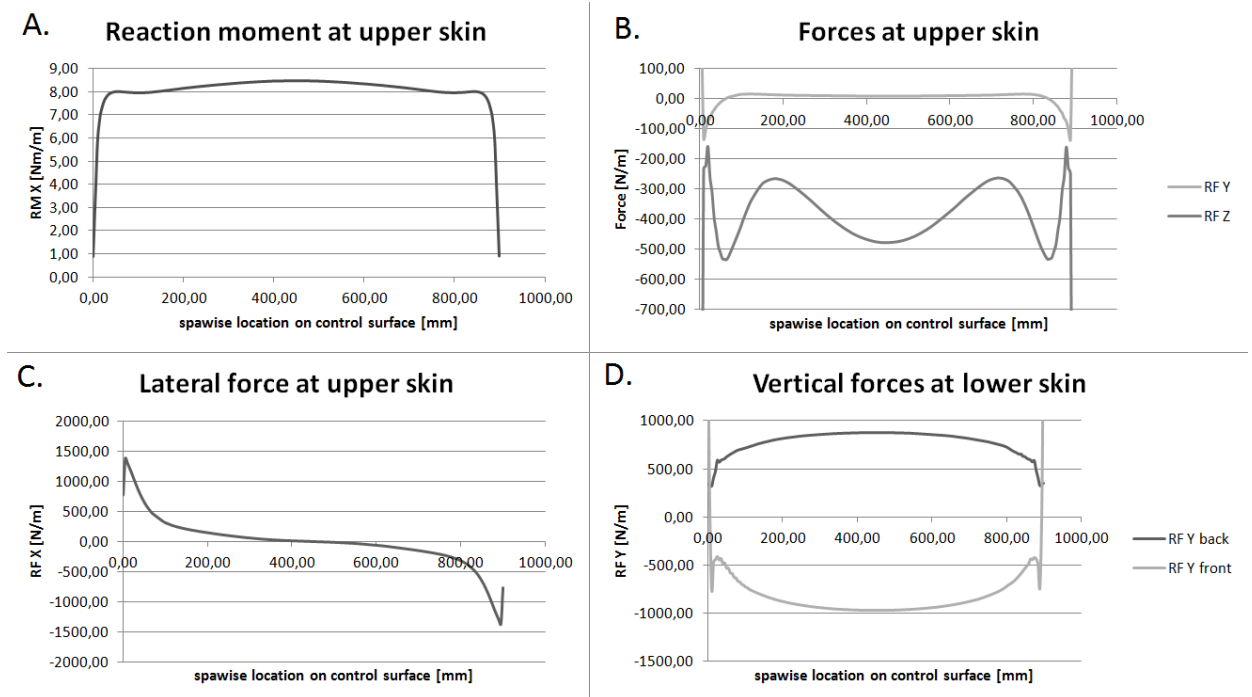 A.
Reaction moment at upper skin
RM X [Nm/m]
9,00
8,00
7,00
6,00
5,00
4,00
3,00
2,00
1,00
0,00
0,00 200,00 400,00 600,00 800,00 1000,00
spawise location on control surface [mm]
B.
Forces at upper skin
Force [N/m]
100,00
0,00
-100,00
-200,00
-300,00
-400,00
-500,00
-600,00
-700,00
0,00 200,00 400,00 600,00 800,00 1000,00
RF Y
RF Z
spawise location on control surface [mm]
C.
Lateral force at upper skin
RF X [N/m]
2000,00
1500,00
1000,00
500,00
0,00
-500,00
-1000,00
-1500,00
-2000,00
0,00 200,00 400,00 600,00 800,00 1000,00
spawise location on control surface [mm]
D.
Vertical forces at lower skin
RF Y [N/m]
1000,00
500,00
0,00
-500,00
-1000,00
-1500,00
0,00 200,00 400,00 600,00 800,00 1000,00
RF Y back
RF Y front
spawise location on control surface [mm]